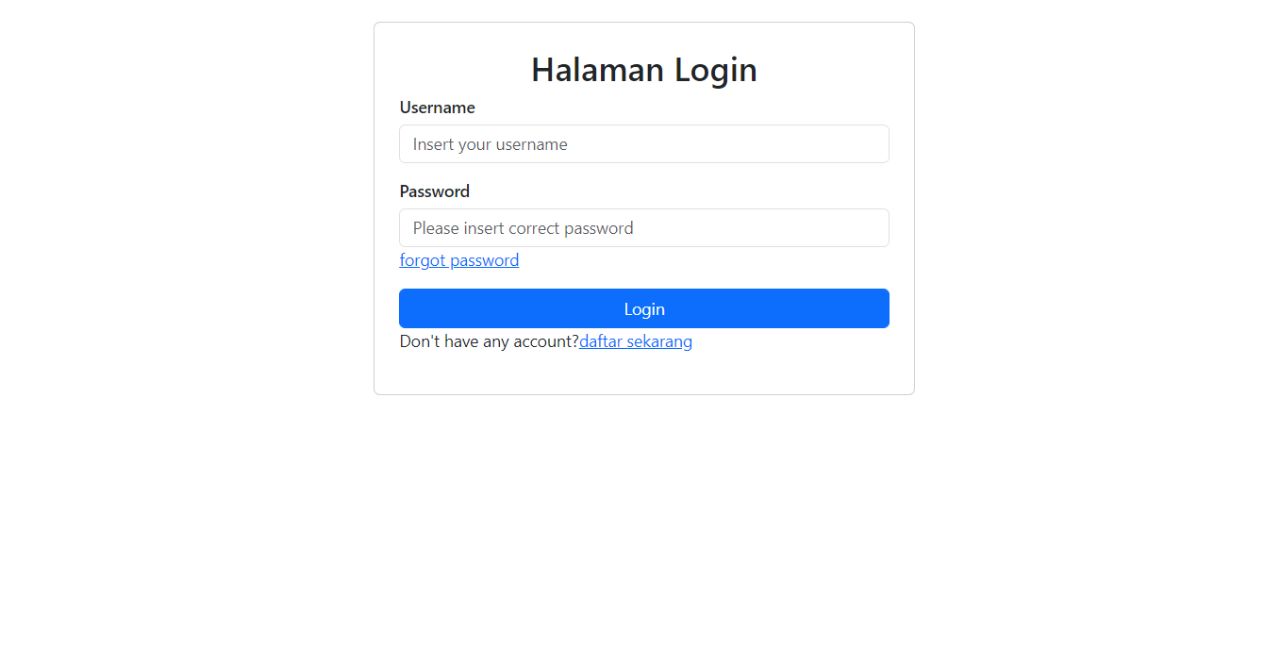 Halaman Login
Username
Insert your username
Password
Please insert correct password
forgot password
Login
Don't have any account?daftar sekarang